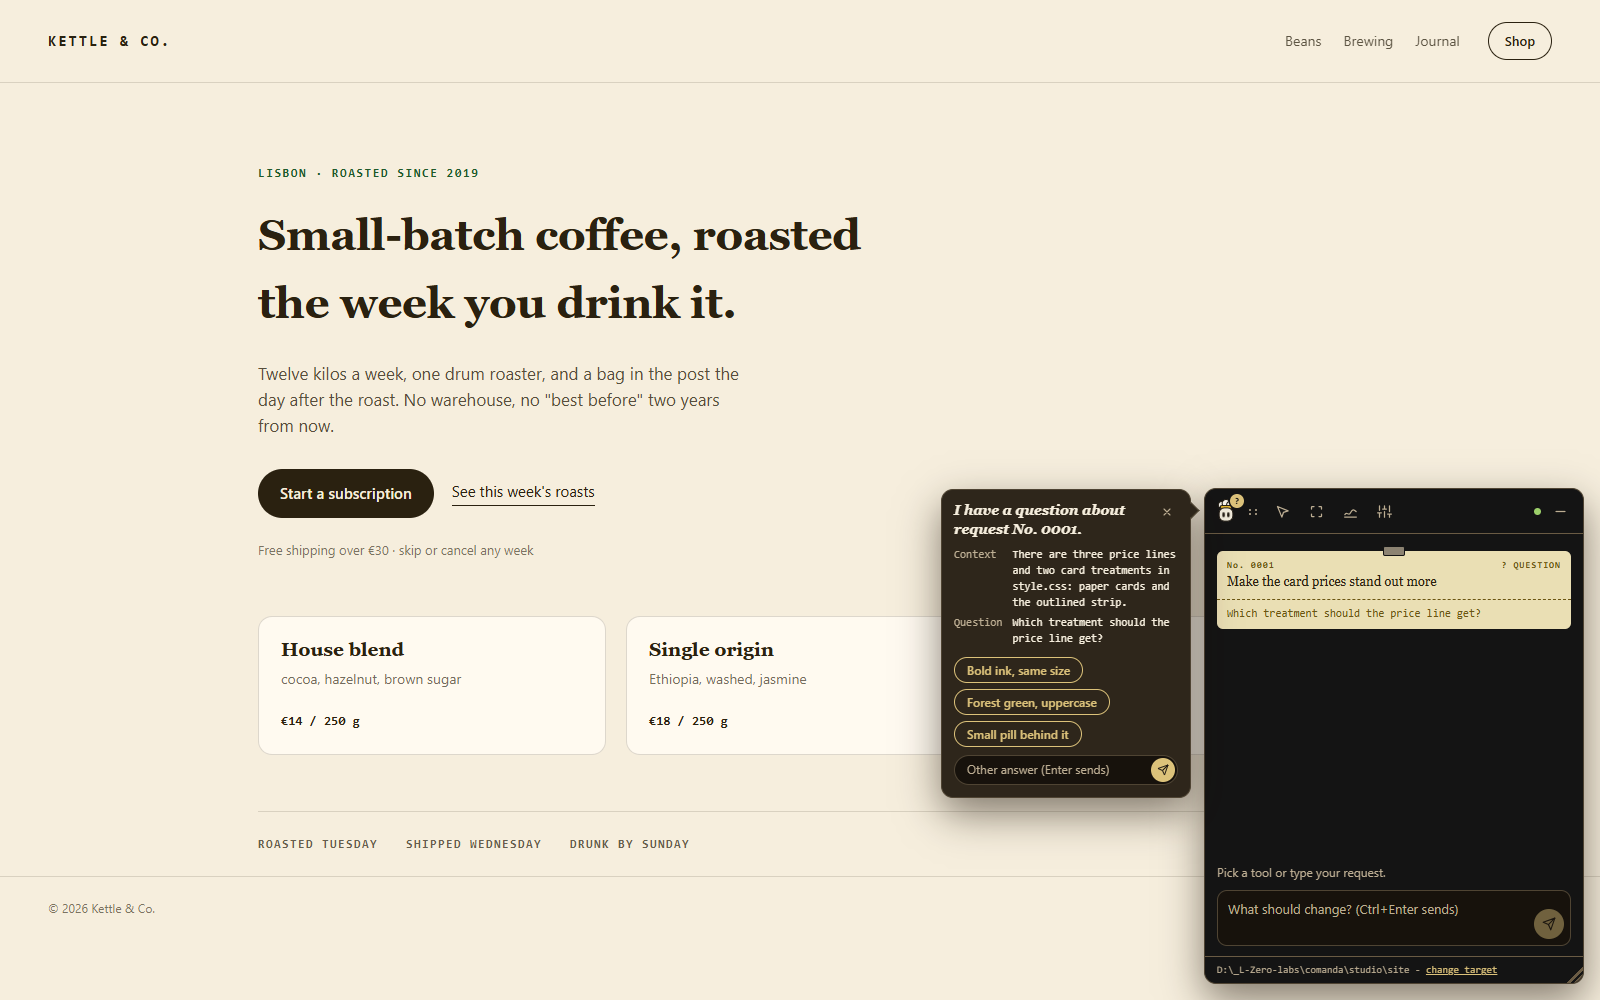 KETTLE & CO.
Beans
Brewing
Journal
Shop
LISBON · ROASTED SINCE 2019
Small-batch coffee, roasted
the week you drink it.
Twelve kilos a week, one drum roaster, and a bag in the post the
day after the roast. No warehouse, no "best before" two years
from now.
Start a subscription
See this week's roasts
Free shipping over €30 · skip or cancel any week
House blend
cocoa, hazelnut, brown sugar
€14 / 250 g
Single origin
Ethiopia, washed, jasmine
€18 / 250 g
ROASTED TUESDAY
SHIPPED WEDNESDAY
DRUNK BY SUNDAY
© 2026 Kettle & Co.
I have a question about
request No. 0001.
Context
There are three price lines
and two card treatments in
style.css: paper cards and
the outlined strip.
Question
Which treatment should the
price line get?
Bold ink, same size
Forest green, uppercase
Small pill behind it
Other answer (Enter sends)
?
No. 0001
? QUESTION
Make the card prices stand out more
Which treatment should the price line get?
Pick a tool or type your request.
What should change? (Ctrl+Enter sends)
D:\_L-Zero-labs\comanda\studio\site - change target